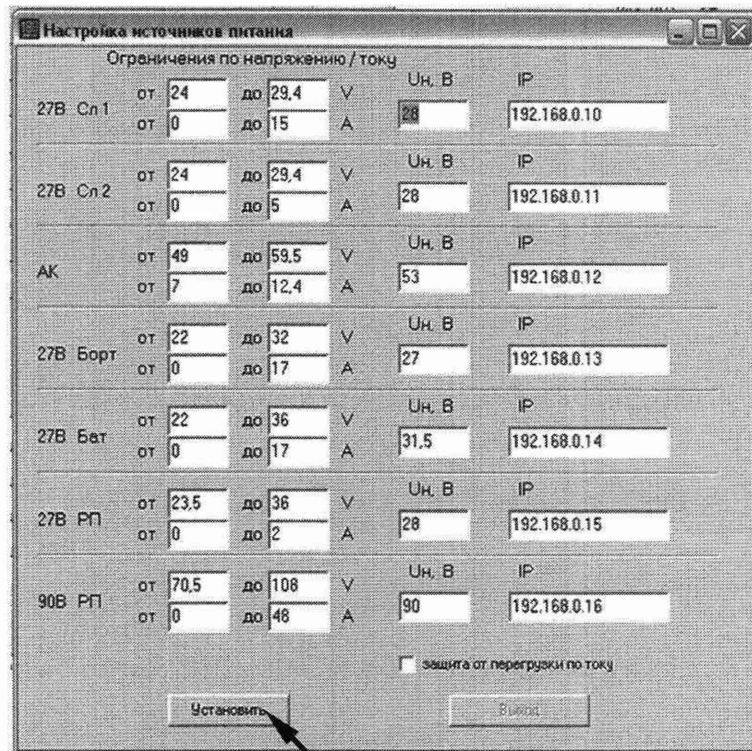 Настройка источников питания
Ограничения по напряжению / току
Uн, В IP
27В Сл 1 от 24 до 29,4 V
от 0 до 15 A
28 192.168.0.10
Uн, В IP
27В Сл 2 от 24 до 29,4 V
от 0 до 5 A
28 192.168.0.11
Uн, В IP
АК от 49 до 59,5 V
от 7 до 12,4 A
53 192.168.0.12
Uн, В IP
27В Борт от 22 до 32 V
от 0 до 17 A
27 192.168.0.13
Uн, В IP
27В Бат от 22 до 36 V
от 0 до 17 A
31,5 192.168.0.14
Uн, В IP
27В РП от 23,5 до 36 V
от 0 до 2 A
28 192.168.0.15
Uн, В IP
90В РП от 70,5 до 108 V
от 0 до 48 A
90 192.168.0.16
защита от перегрузки по току
Установить Выход